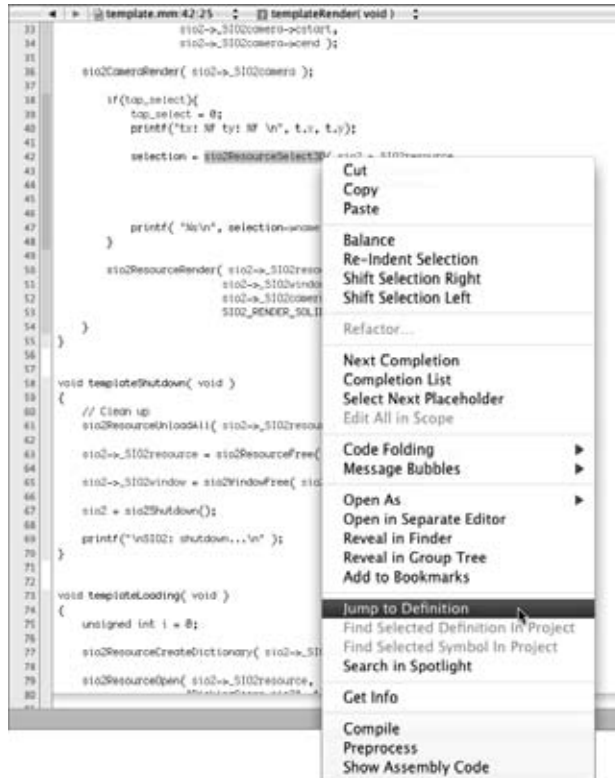 template.mm:42:25 templateRender( void )
33 sio2->_SIO2camera->cstart,
34 sio2->_SIO2camera->cend );
35
36 sio2CameraRender( sio2->_SIO2camera );
37
38 if(tap_select){
39 tap_select = 0;
40 printf("tx: %f ty: %f \n", t.x, t.y);
41
42 selection = sio2ResourceSelect3D( sio2->_SIO2resource
43
44
45
46
47 printf( "%s\n", selection->name
48 }
49
50 sio2ResourceRender( sio2->_SIO2reso
51 sio2->_SIO2window
52 sio2->_SIO2camera
53 SIO2_RENDER_SOLI
54 }
55 }
56
57
58 void templateShutdown( void )
59 {
60 // Clean up
61 sio2ResourceUnloadAll( sio2->_SIO2resou
62
63 sio2->_SIO2resource = sio2ResourceFree(
64
65 sio2->_SIO2window = sio2WindowFree( sio
66
67 sio2 = sio2Shutdown();
68
69 printf("\nSIO2: shutdown...\n" );
70 }
71
72
73 void templateLoading( void )
74 {
75 unsigned int i = 0;
76
77 sio2ResourceCreateDictionary( sio2->_SI
78
79 sio2ResourceOpen( sio2->_SIO2resource,
80
Cut
Copy
Paste
Balance
Re-Indent Selection
Shift Selection Right
Shift Selection Left
Refactor...
Next Completion
Completion List
Select Next Placeholder
Edit All in Scope
Code Folding
Message Bubbles
Open As
Open in Separate Editor
Reveal in Finder
Reveal in Group Tree
Add to Bookmarks
Jump to Definition
Find Selected Definition In Project
Find Selected Symbol In Project
Search in Spotlight
Get Info
Compile
Preprocess
Show Assembly Code